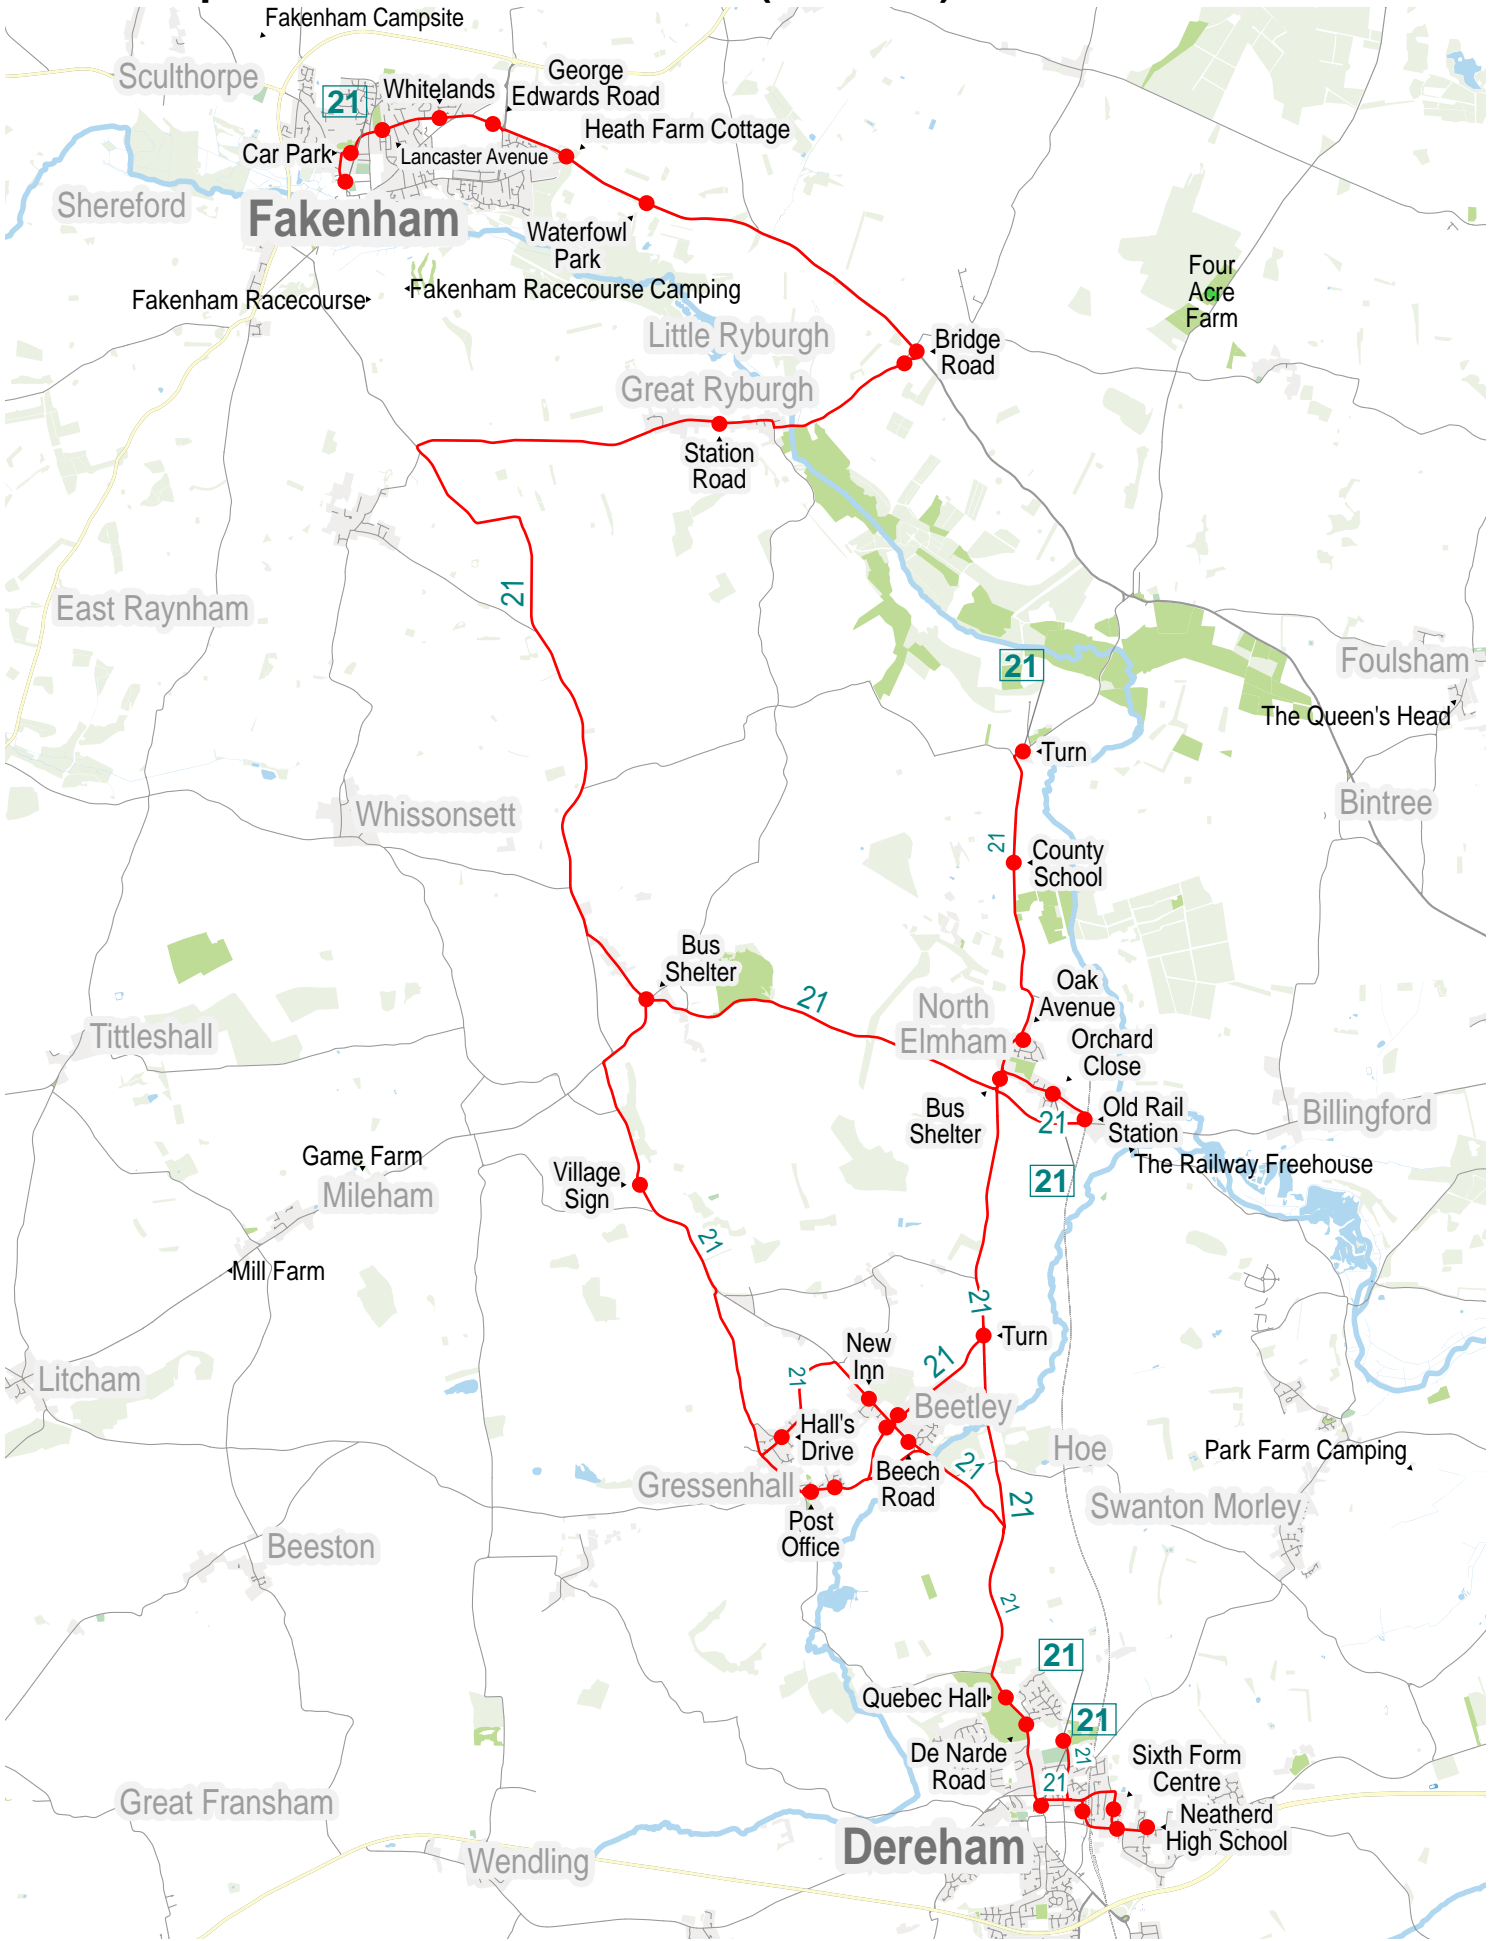 Fakenham Campsite
Sculthorpe
George
Edwards Road
Whitelands
21
Heath Farm Cottage
Car Park
Lancaster Avenue
Shereford
Fakenham
Waterfowl
Park
Four
Acre
Farm
Fakenham Racecourse
Fakenham Racecourse Camping
Little Ryburgh
Bridge
Road
Great Ryburgh
Station
Road
21
East Raynham
21
Foulsham
The Queen's Head
Turn
Whissonsett
Bintree
21
County
School
Bus
Shelter
Oak
Avenue
21
North
Elmham
Tittleshall
Orchard
Close
Bus
Shelter
21
Old Rail
Station
Billingford
Game Farm
The Railway Freehouse
Mileham
Village
Sign
21
21
Mill Farm
21
Turn
New
Inn
21
21
Litcham
Beetley
Hall's
Drive
Hoe
Park Farm Camping
Gressenhall
Beech
Road
21
21
Swanton Morley
Post
Office
Beeston
21
21
Quebec Hall
21
De Narde
Road
21
21
Sixth Form
Centre
Great Fransham
Neatherd
High School
Dereham
Wendling